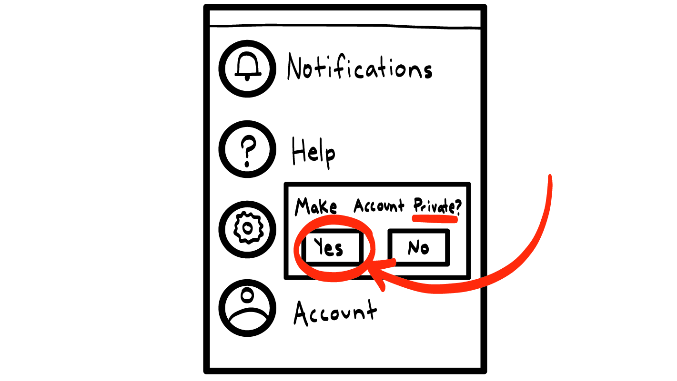 Notifications
Help
Make Account Private?
Yes No
Account